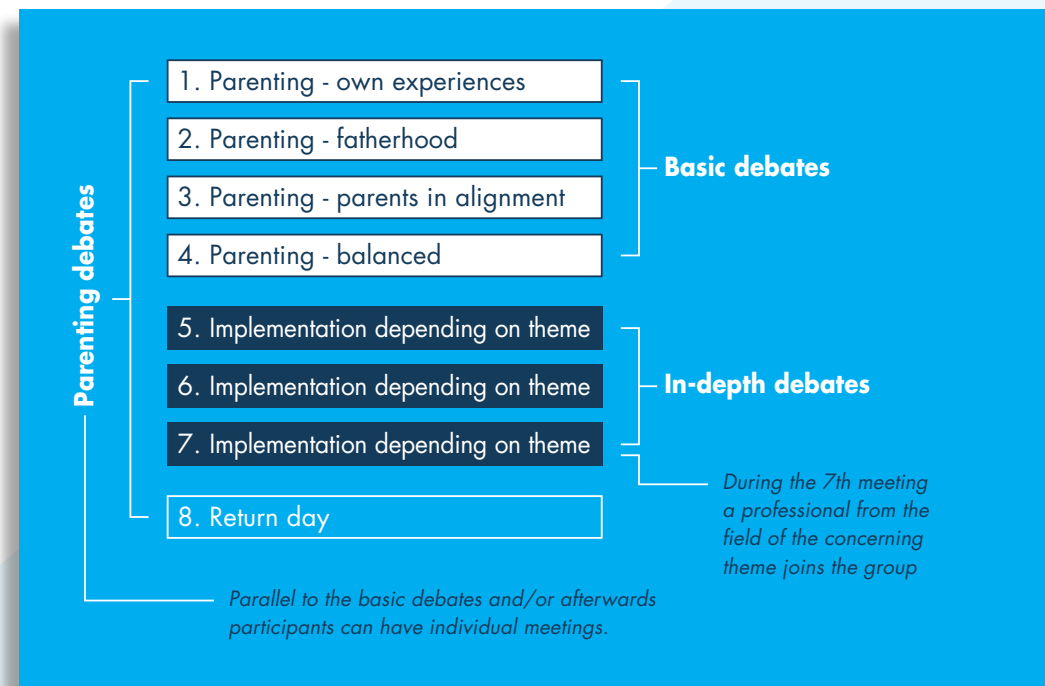 Parenting debates
1. Parenting - own experiences
2. Parenting - fatherhood
3. Parenting - parents in alignment
4. Parenting - balanced
Basic debates
5. Implementation depending on theme
6. Implementation depending on theme
7. Implementation depending on theme
In-depth debates
During the 7th meeting
a professional from the
field of the concerning
theme joins the group
8. Return day
Parallel to the basic debates and/or afterwards
participants can have individual meetings.